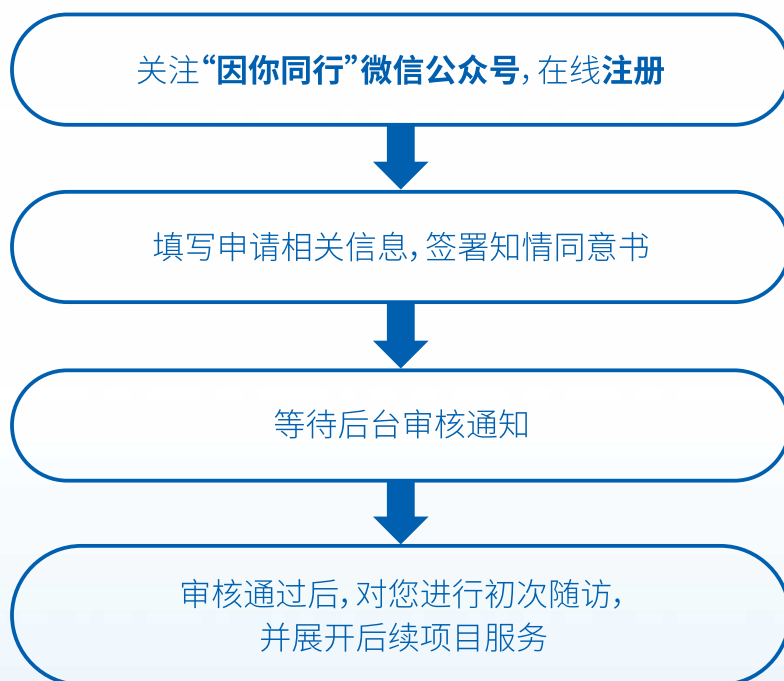 关注“因你同行”微信公众号,在线注册
填写申请相关信息,签署知情同意书
等待后台审核通知
审核通过后,对您进行初次随访,
并展开后续项目服务